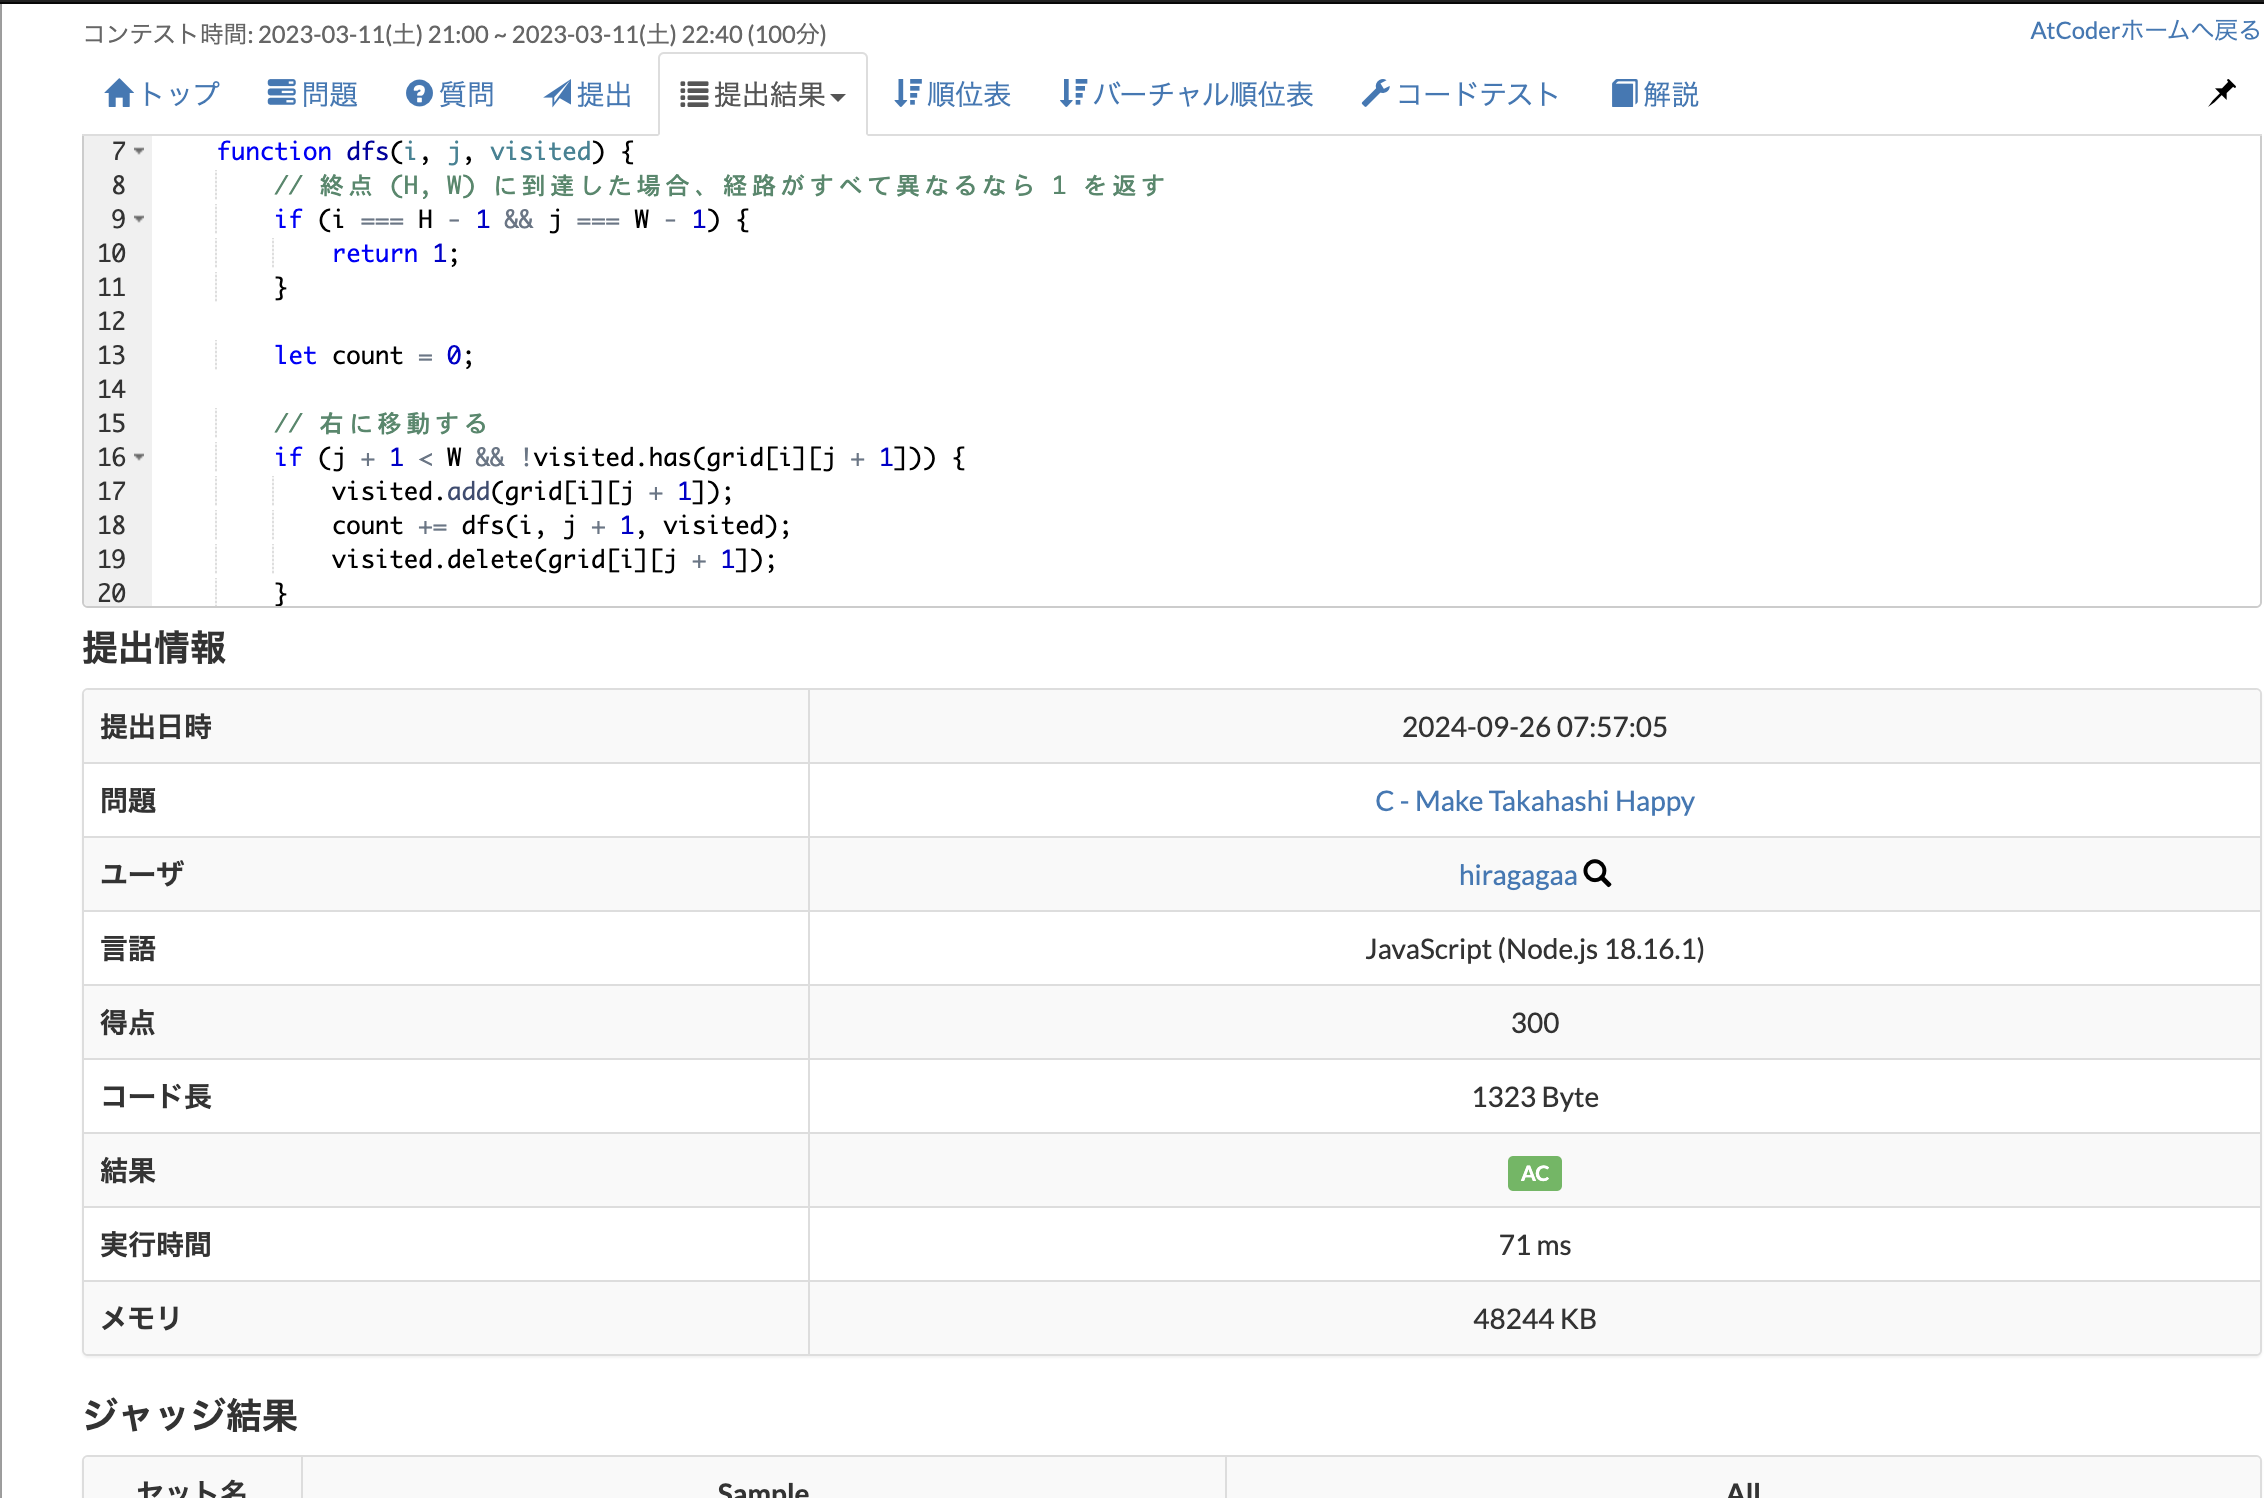 コンテスト時間: 2023-03-11(土) 21:00 ~ 2023-03-11(土) 22:40 (100分)
AtCoderホームへ戻る
トップ 問題 質問 提出 提出結果 順位表 バーチャル順位表 コードテスト 解説
7 function dfs(i, j, visited) {
8 // 終点 (H, W) に到達した場合、経路がすべて異なるなら 1 を返す
9 if (i === H - 1 && j === W - 1) {
10 return 1;
11 }
12
13 let count = 0;
14
15 // 右に移動する
16 if (j + 1 < W && !visited.has(grid[i][j + 1])) {
17 visited.add(grid[i][j + 1]);
18 count += dfs(i, j + 1, visited);
19 visited.delete(grid[i][j + 1]);
20 }
提出情報
提出日時 2024-09-26 07:57:05
問題 C - Make Takahashi Happy
ユーザ hiragagaa
言語 JavaScript (Node.js 18.16.1)
得点 300
コード長 1323 Byte
結果 AC
実行時間 71 ms
メモリ 48244 KB
ジャッジ結果
セット名 Sample All